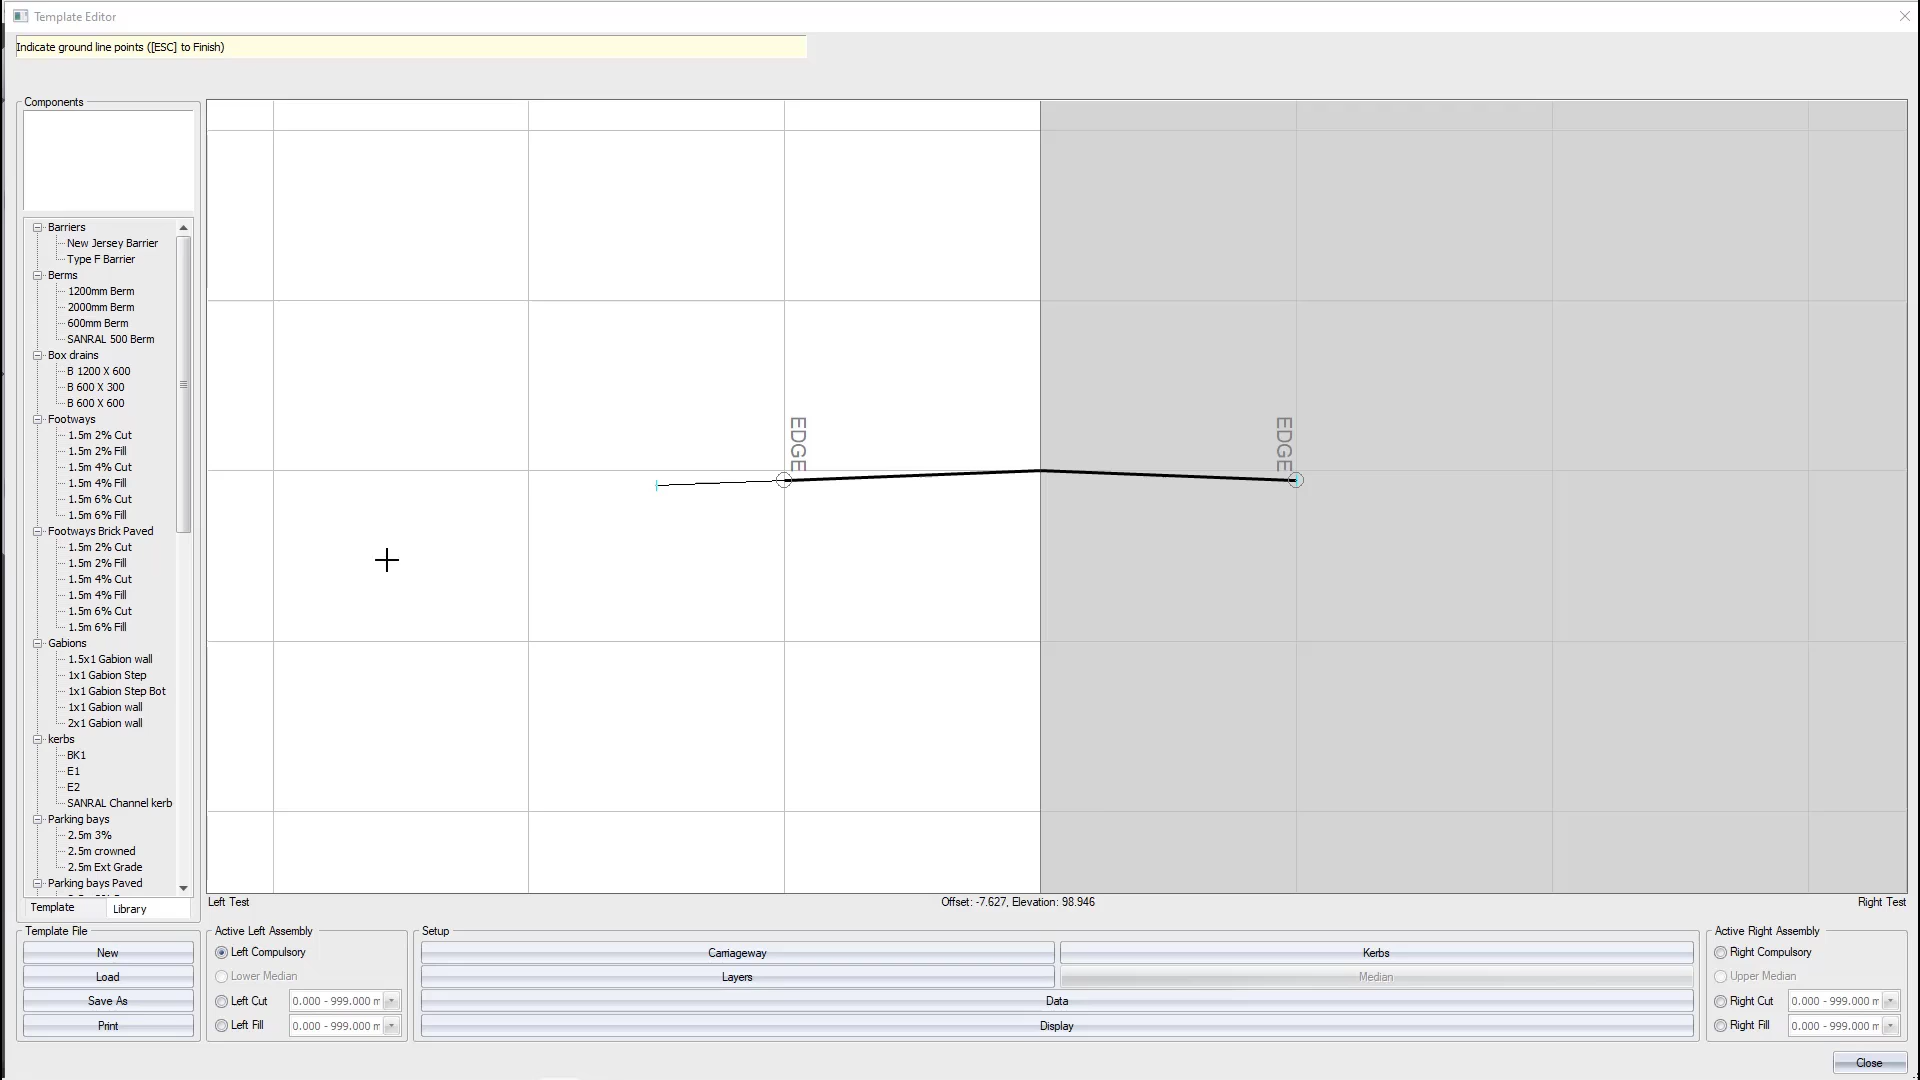 Template Editor
Indicate ground line points ([ESC] to Finish)
Components
Barriers
New Jersey Barrier
Type F Barrier
Berms
1200mm Berm
2000mm Berm
600mm Berm
SANRAL 500 Berm
Box drains
B 1200 X 600
B 600 X 300
B 600 X 600
Footways
1.5m 2% Cut
1.5m 2% Fill
1.5m 4% Cut
1.5m 4% Fill
1.5m 6% Cut
1.5m 6% Fill
Footways Brick Paved
1.5m 2% Cut
1.5m 2% Fill
1.5m 4% Cut
1.5m 4% Fill
1.5m 6% Cut
1.5m 6% Fill
Gabions
1.5x1 Gabion wall
1x1 Gabion Step
1x1 Gabion Step Bot
1x1 Gabion wall
2x1 Gabion wall
kerbs
BK1
E1
E2
SANRAL Channel kerb
Parking bays
2.5m 3%
2.5m crowned
2.5m Ext Grade
Parking bays Paved
Template Library
EDGE
EDGE
Left Test
Offset: -7.627, Elevation: 98.946
Right Test
Template File
New
Load
Save As
Print
Active Left Assembly
Left Compulsory
Lower Median
Left Cut 0.000 - 999.000 m
Left Fill 0.000 - 999.000 m
Setup
Carriageway
Kerbs
Layers
Median
Data
Display
Active Right Assembly
Right Compulsory
Upper Median
Right Cut 0.000 - 999.000 m
Right Fill 0.000 - 999.000 m
Close